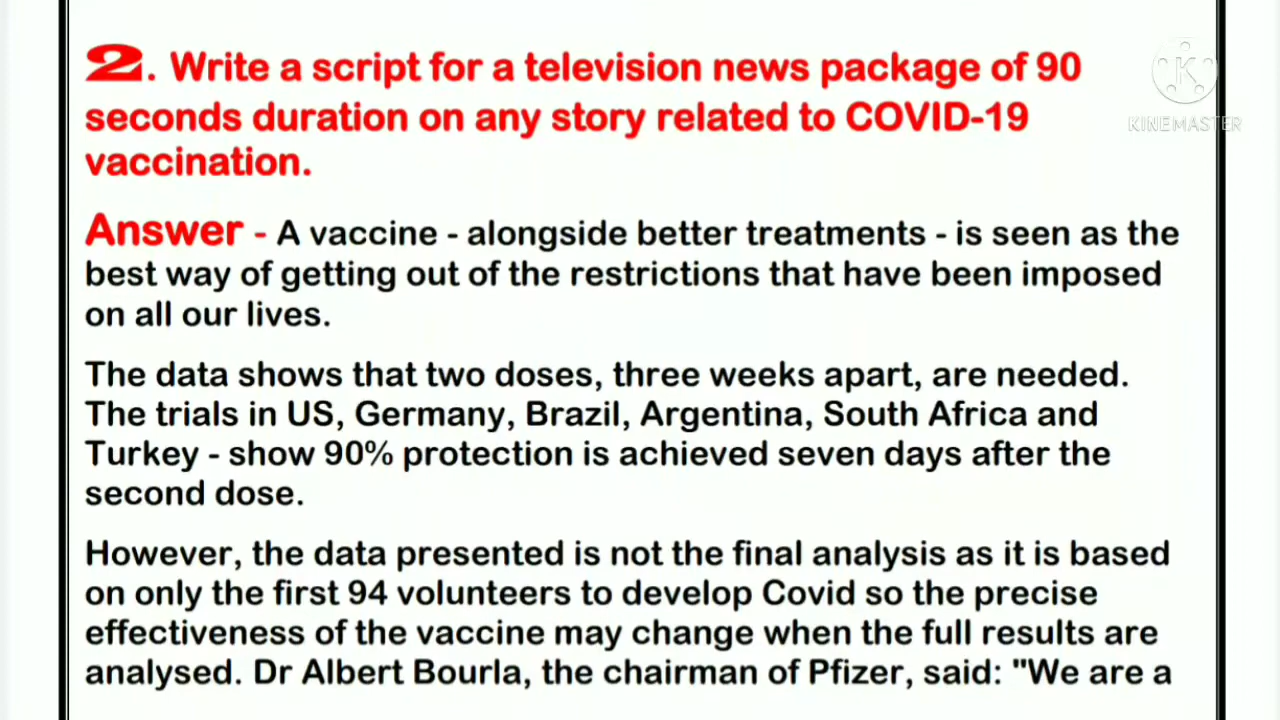 2. Write a script for a television news package of 90
seconds duration on any story related to COVID-19
vaccination.
K
KINEMASTER
Answer - A vaccine - alongside better treatments - is seen as the
best way of getting out of the restrictions that have been imposed
on all our lives.
The data shows that two doses, three weeks apart, are needed.
The trials in US, Germany, Brazil, Argentina, South Africa and
Turkey - show 90% protection is achieved seven days after the
second dose.
However, the data presented is not the final analysis as it is based
on only the first 94 volunteers to develop Covid so the precise
effectiveness of the vaccine may change when the full results are
analysed. Dr Albert Bourla, the chairman of Pfizer, said: "We are a